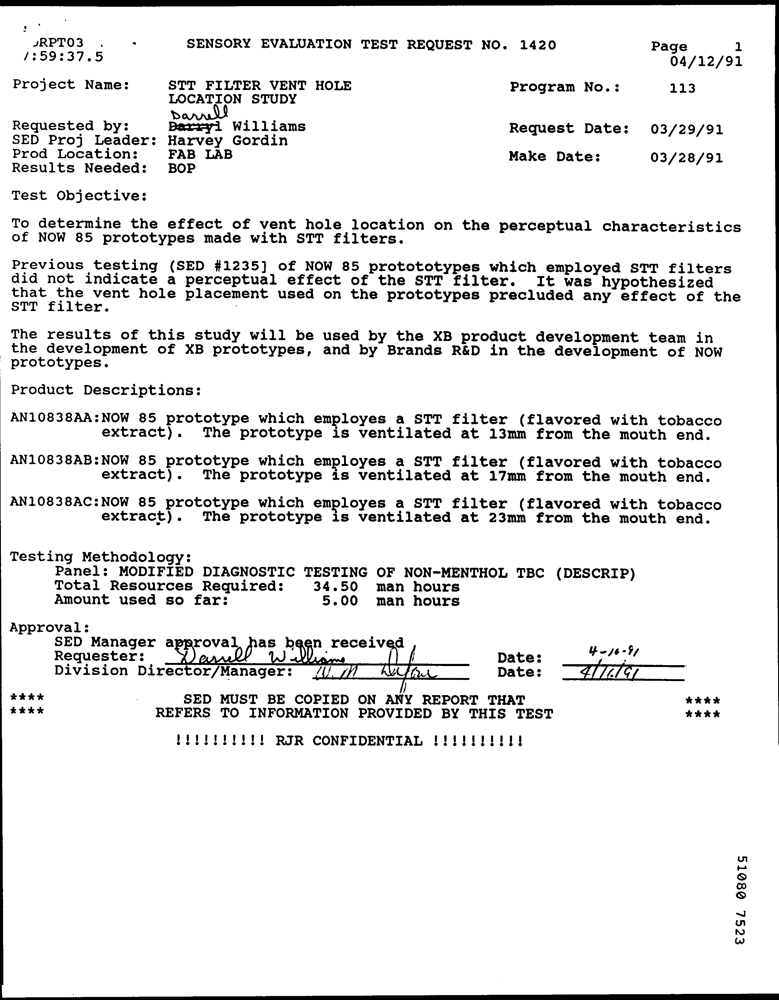 RPT03 . SENSORY EVALUATION TEST REQUEST NO. 1420 Page 1
:59:37.5 04/12/91
Project Name: STT FILTER VENT HOLE Program No.: 113
LOCATION STUDY
Darrell
Requested by: Darryl Williams Request Date: 03/29/91
SED Proj Leader: Harvey Gordin
Prod Location: FAB LAB Make Date: 03/28/91
Results Needed: BOP
Test Objective:
To determine the effect of vent hole location on the perceptual characteristics
of NOW 85 prototypes made with STT filters.
Previous testing (SED #1235] of NOW 85 protototypes which employed STT filters
did not indicate a perceptual effect of the STT filter. It was hypothesized
that the vent hole placement used on the prototypes precluded any effect of the
STT filter.
The results of this study will be used by the XB product development team in
the development of XB prototypes, and by Brands R&D in the development of NOW
prototypes.
Product Descriptions:
AN10838AA:NOW 85 prototype which employes a STT filter (flavored with tobacco
extract). The prototype is ventilated at 13mm from the mouth end.
AN10838AB:NOW 85 prototype which employes a STT filter (flavored with tobacco
extract). The prototype is ventilated at 17mm from the mouth end.
AN10838AC:NOW 85 prototype which employes a STT filter (flavored with tobacco
extract). The prototype is ventilated at 23mm from the mouth end.
Testing Methodology:
Panel: MODIFIED DIAGNOSTIC TESTING OF NON-MENTHOL TBC (DESCRIP)
Total Resources Required: 34.50 man hours
Amount used so far: 5.00 man hours
Approval:
SED Manager approval has been received
Requester: Darrell Williams Date: 4-16-91
Division Director/Manager: Date: 4/16/91
**** SED MUST BE COPIED ON ANY REPORT THAT ****
**** REFERS TO INFORMATION PROVIDED BY THIS TEST ****
!!!!!!!!!! RJR CONFIDENTIAL !!!!!!!!!!
51080 7523